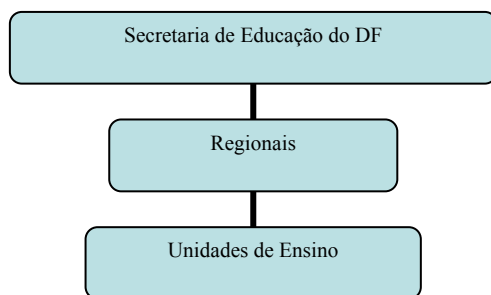 Secretaria de Educação do DF
Regionais
Unidades de Ensino